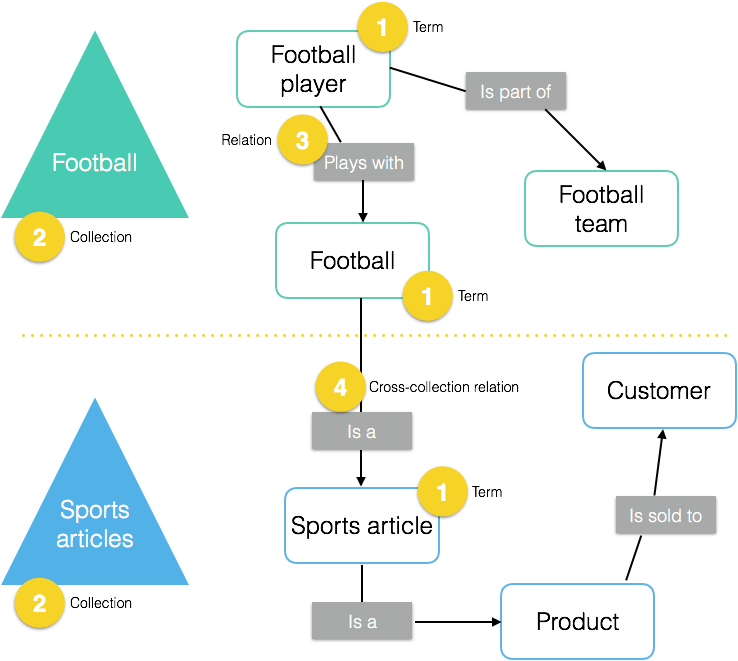 1
Term
Football
player
Is part of
Relation
3
Plays with
Football
Football
team
2
Collection
Football
1
Term
4
Cross-collection relation
Customer
Is a
Sports
articles
1
Term
Sports article
Is sold to
2
Collection
Is a
Product